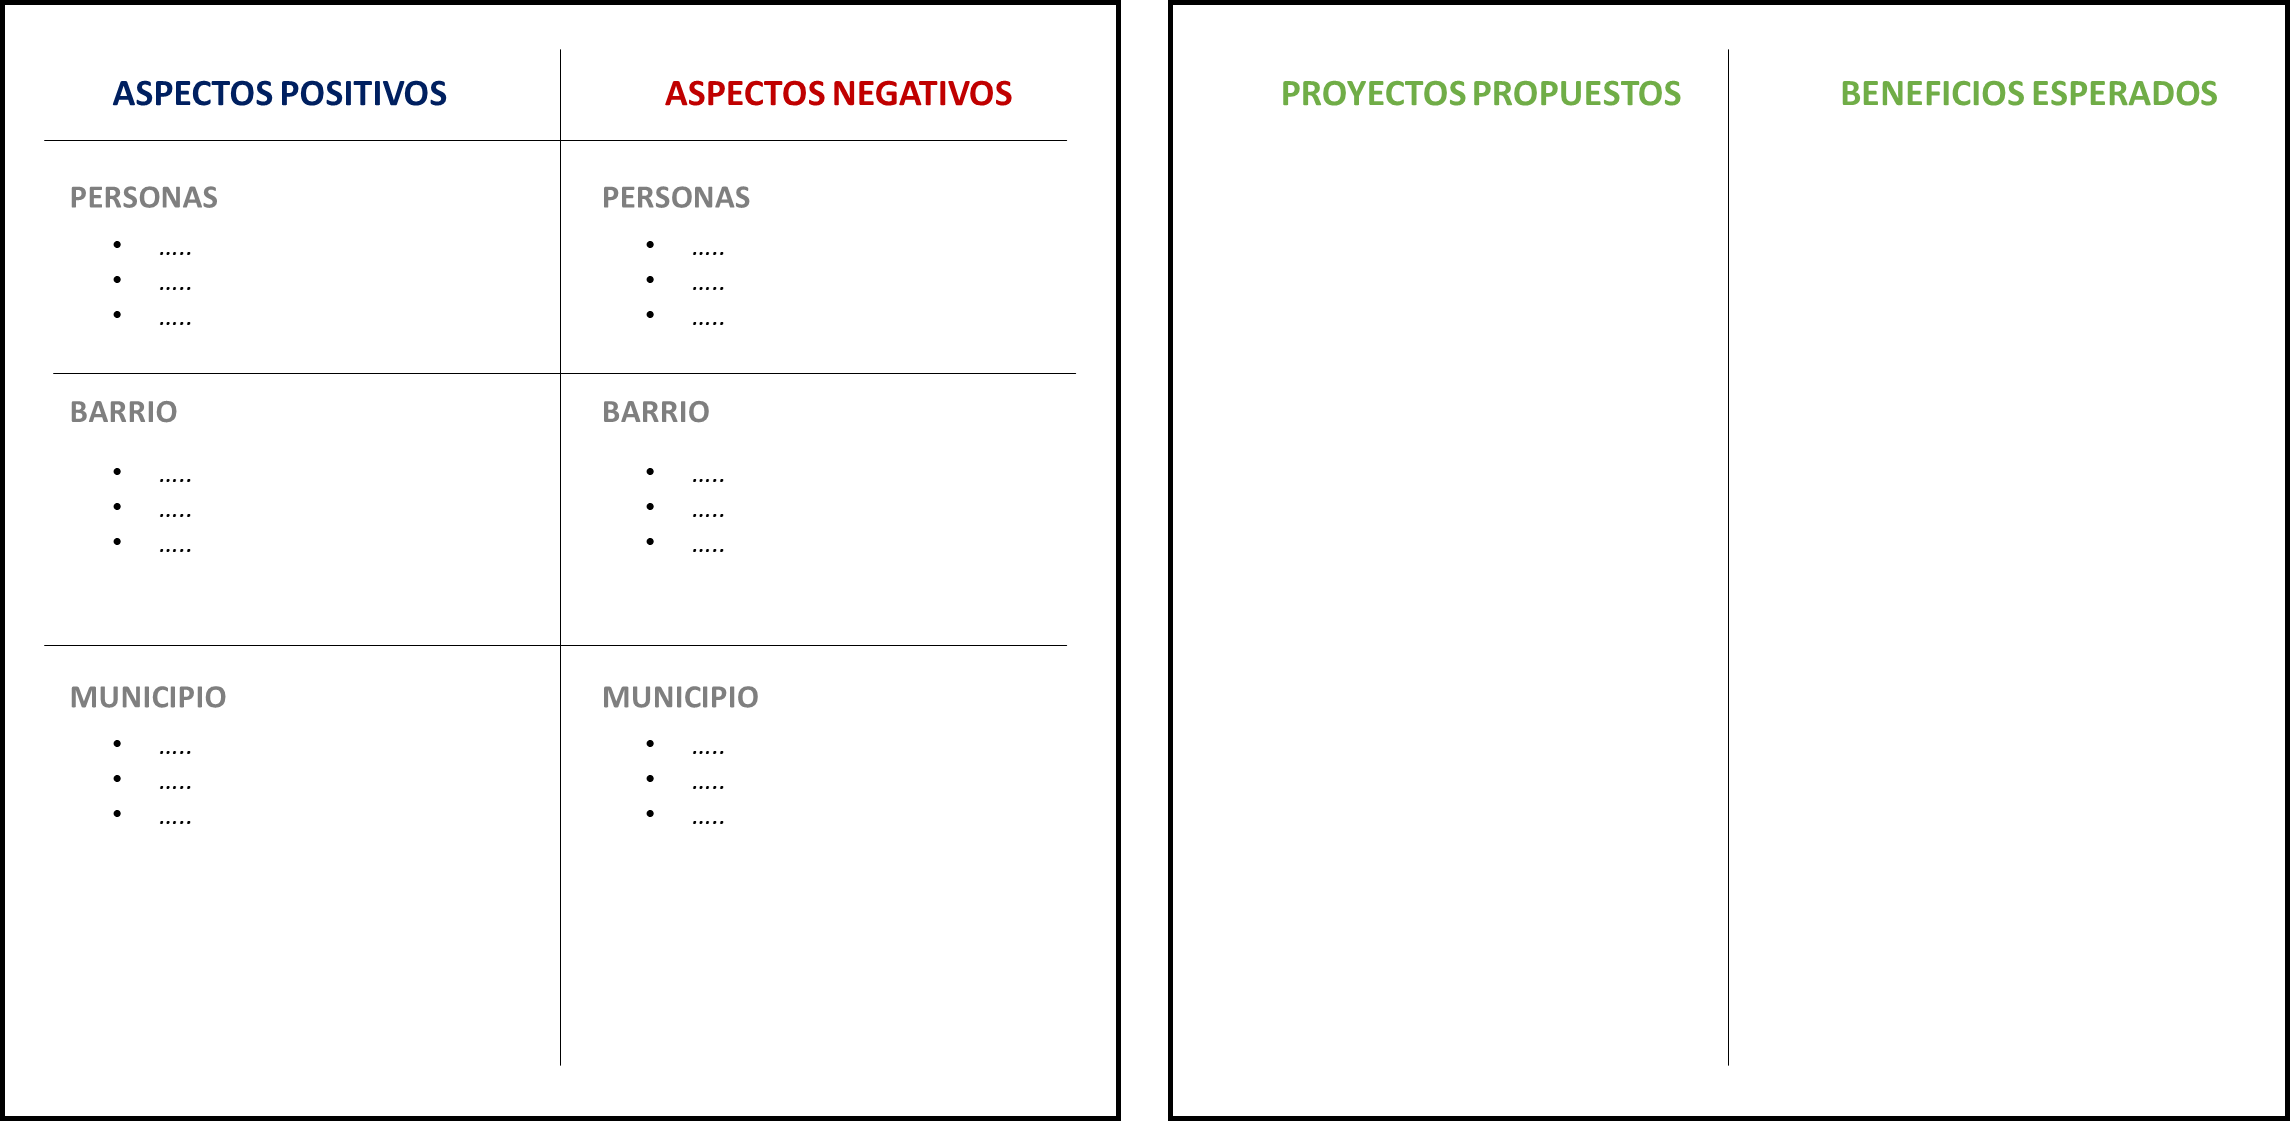 ASPECTOS POSITIVOS
ASPECTOS NEGATIVOS
PERSONAS
• …..
• …..
• …..
PERSONAS
• …..
• …..
• …..
BARRIO
• …..
• …..
• …..
BARRIO
• …..
• …..
• …..
MUNICIPIO
• …..
• …..
• …..
MUNICIPIO
• …..
• …..
• …..
PROYECTOS PROPUESTOS
BENEFICIOS ESPERADOS